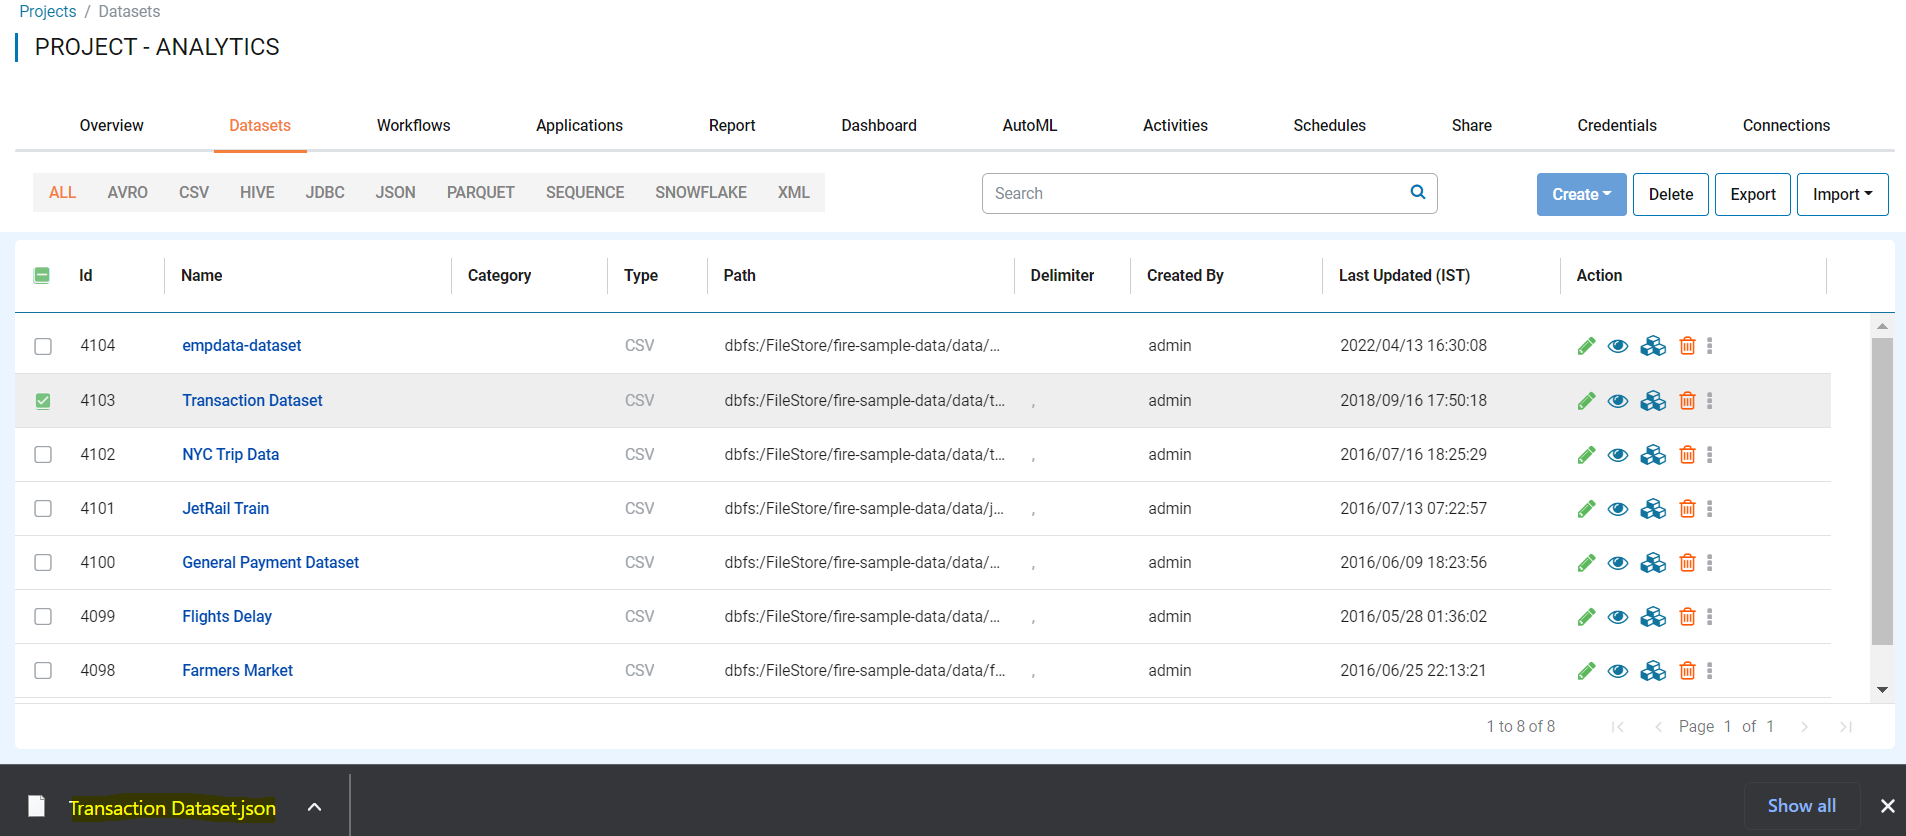 Projects / Datasets
PROJECT - ANALYTICS
Overview Datasets Workflows Applications Report Dashboard AutoML Activities Schedules Share Credentials Connections
ALL AVRO CSV HIVE JDBC JSON PARQUET SEQUENCE SNOWFLAKE XML Search Create Delete Export Import
Id Name Category Type Path Delimiter Created By Last Updated (IST) Action
4104 empdata-dataset CSV dbfs:/FileStore/fire-sample-data/data/... admin 2022/04/13 16:30:08
4103 Transaction Dataset CSV dbfs:/FileStore/fire-sample-data/data/t... , admin 2018/09/16 17:50:18
4102 NYC Trip Data CSV dbfs:/FileStore/fire-sample-data/data/t... , admin 2016/07/16 18:25:29
4101 JetRail Train CSV dbfs:/FileStore/fire-sample-data/data/j... , admin 2016/07/13 07:22:57
4100 General Payment Dataset CSV dbfs:/FileStore/fire-sample-data/data/... , admin 2016/06/09 18:23:56
4099 Flights Delay CSV dbfs:/FileStore/fire-sample-data/data/... , admin 2016/05/28 01:36:02
4098 Farmers Market CSV dbfs:/FileStore/fire-sample-data/data/f... , admin 2016/06/25 22:13:21
1 to 8 of 8 Page 1 of 1
Transaction Dataset.json Show all